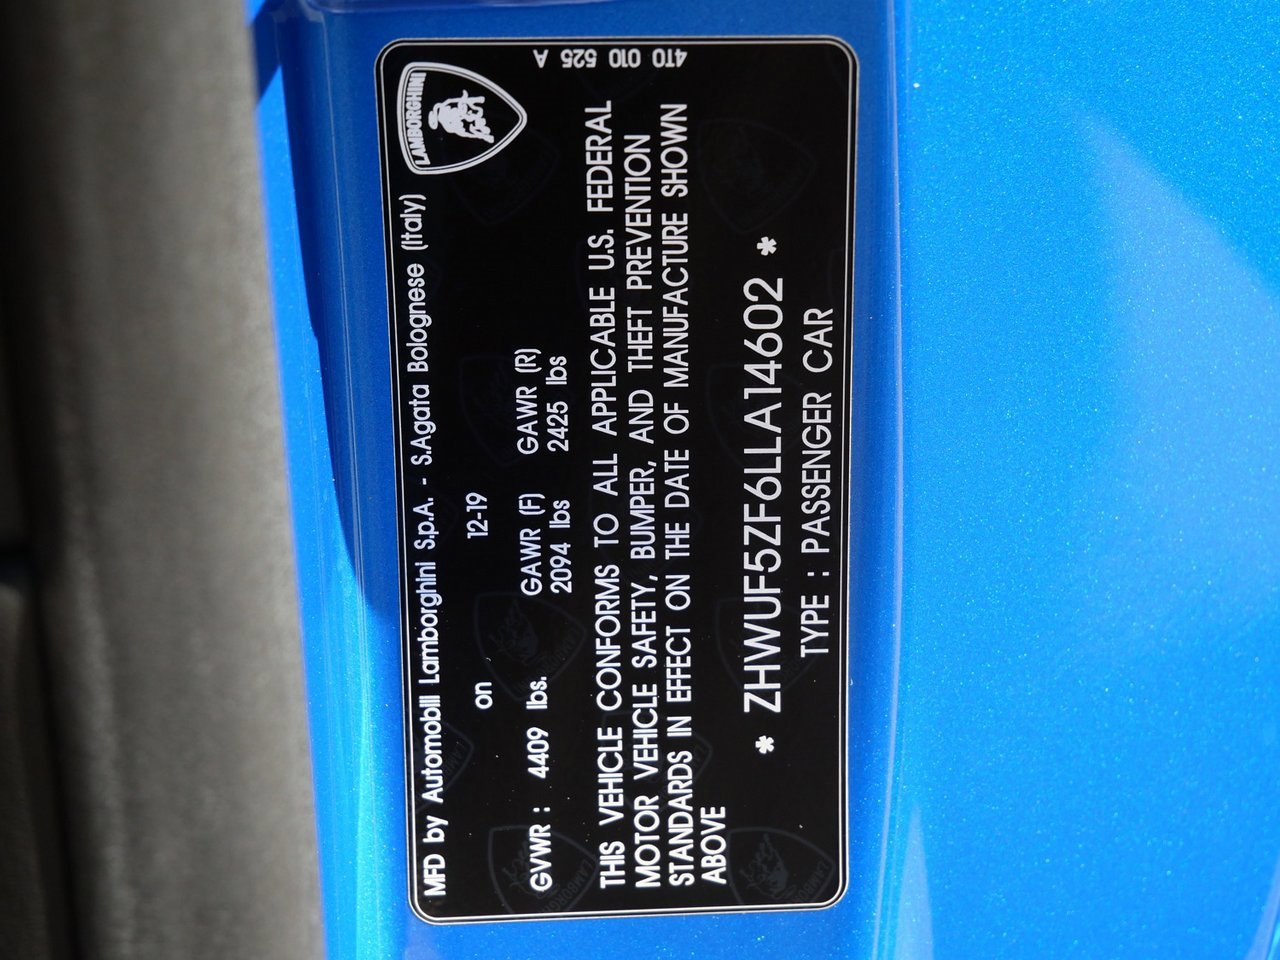 LAMBORGHINI
MFD by Automobili Lamborghini S.p.A. - S.Agata Bolognese (Italy)
on 12-19
GVWR : 4409 lbs. GAWR (F) GAWR (R)
2094 lbs 2425 lbs
THIS VEHICLE CONFORMS TO ALL APPLICABLE U.S. FEDERAL
MOTOR VEHICLE SAFETY, BUMPER, AND THEFT PREVENTION
STANDARDS IN EFFECT ON THE DATE OF MANUFACTURE SHOWN
ABOVE
* ZHWUF5ZF6LLA14602 *
TYPE : PASSENGER CAR
4T0 010 525 A